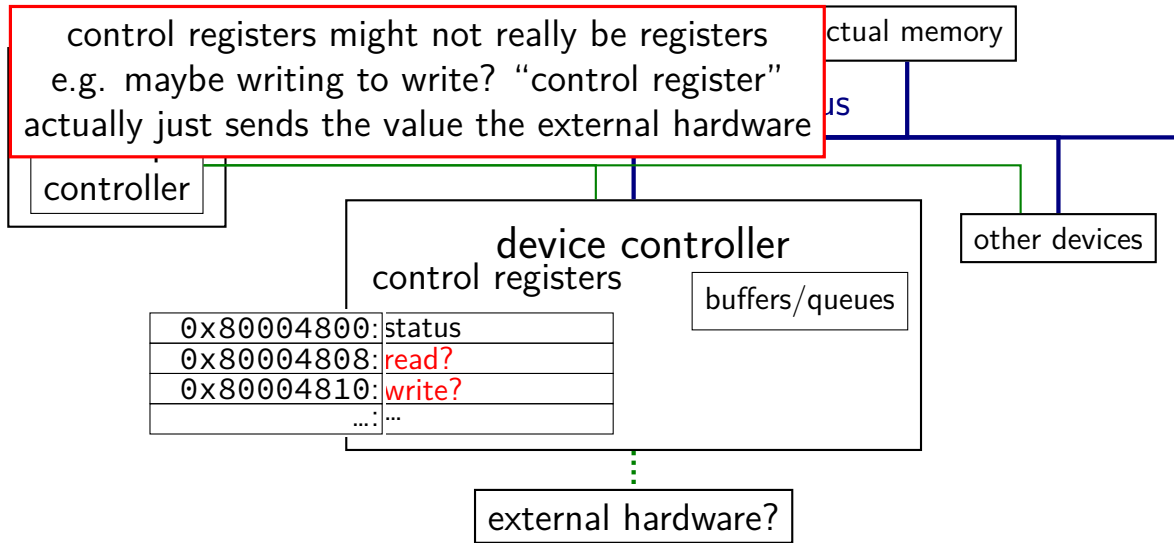 control registers might not really be registers
e.g. maybe writing to write? “control register”
actually just sends the value the external hardware
ctual memory
us
controller
other devices
device controller
control registers
buffers/queues
0x80004800: status
0x80004808: read?
0x80004810: write?
…: …
external hardware?